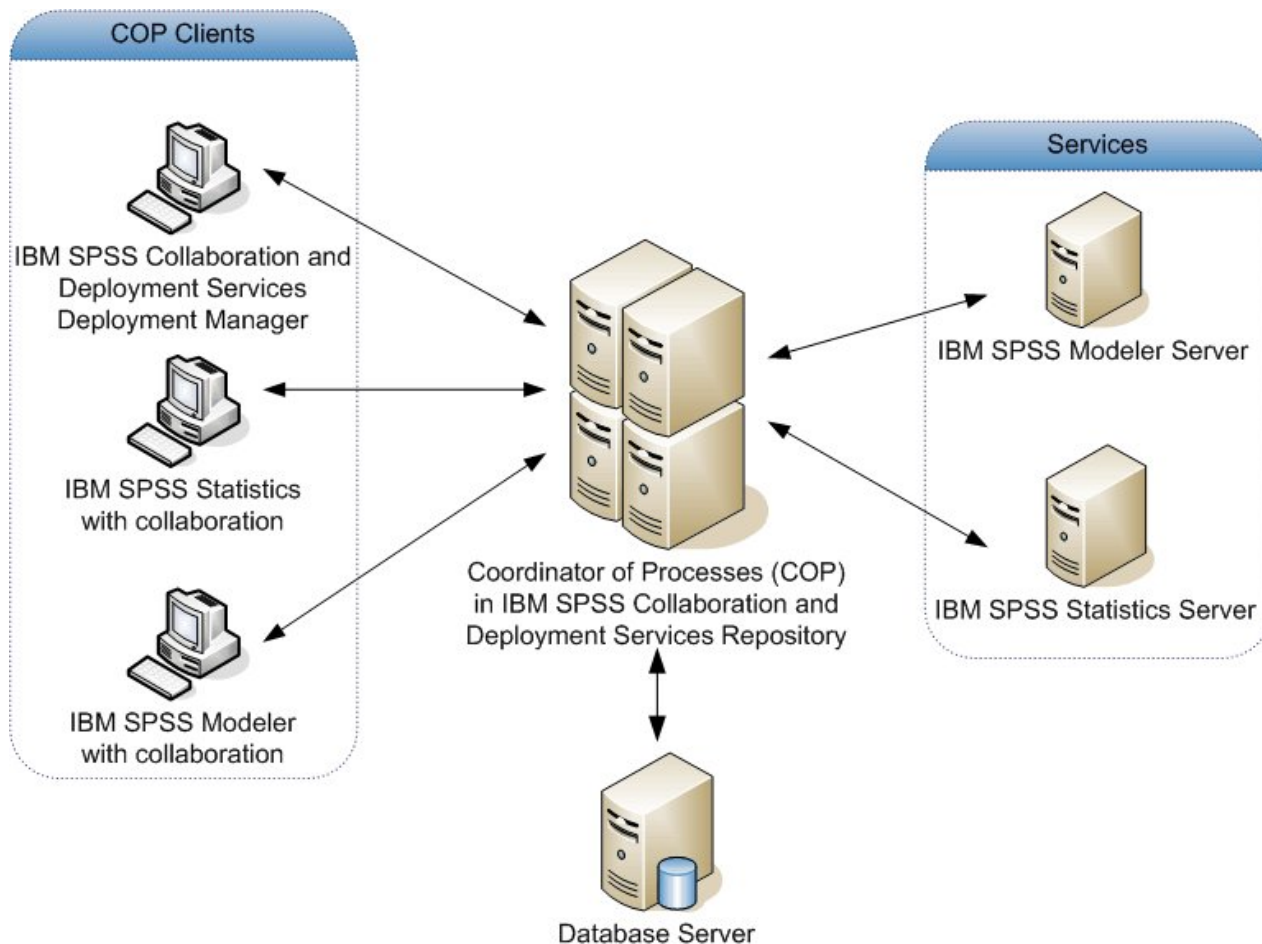 COP Clients
IBM SPSS Collaboration and
Deployment Services
Deployment Manager
IBM SPSS Statistics
with collaboration
IBM SPSS Modeler
with collaboration
Coordinator of Processes (COP)
in IBM SPSS Collaboration and
Deployment Services Repository
Database Server
Services
IBM SPSS Modeler Server
IBM SPSS Statistics Server